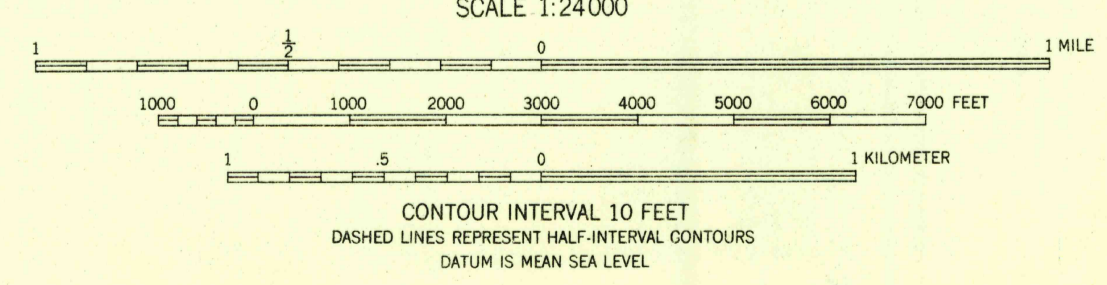 SCALE 1:24000
1 1/2 0 1 MILE
1000 0 1000 2000 3000 4000 5000 6000 7000 FEET
1 .5 0 1 KILOMETER
CONTOUR INTERVAL 10 FEET
DASHED LINES REPRESENT HALF-INTERVAL CONTOURS
DATUM IS MEAN SEA LEVEL